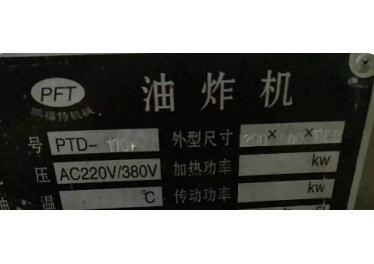 PFT
油炸机
号 PTD- 外型尺寸 × ×
压 AC220V/380V 加热功率 kw
温 ℃ 传动功率 kw